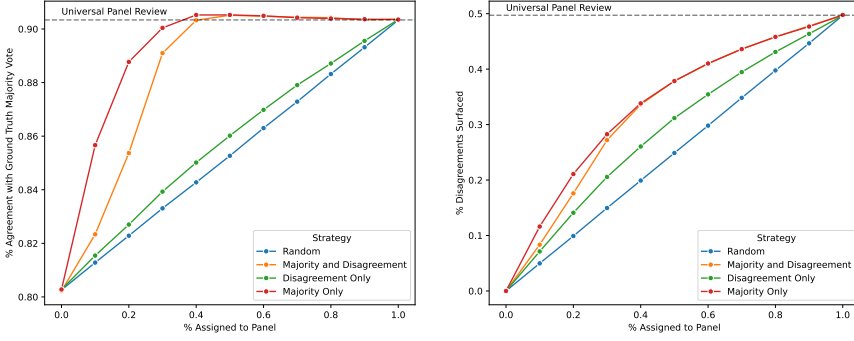 Universal Panel Review
% Agreement with Ground Truth Majority Vote
0.90
0.88
0.86
0.84
0.82
0.80
Strategy
Random
Majority and Disagreement
Disagreement Only
Majority Only
0.0 0.2 0.4 0.6 0.8 1.0
% Assigned to Panel
Universal Panel Review
% Disagreements Surfaced
0.5
0.4
0.3
0.2
0.1
0.0
Strategy
Random
Majority and Disagreement
Disagreement Only
Majority Only
0.0 0.2 0.4 0.6 0.8 1.0
% Assigned to Panel